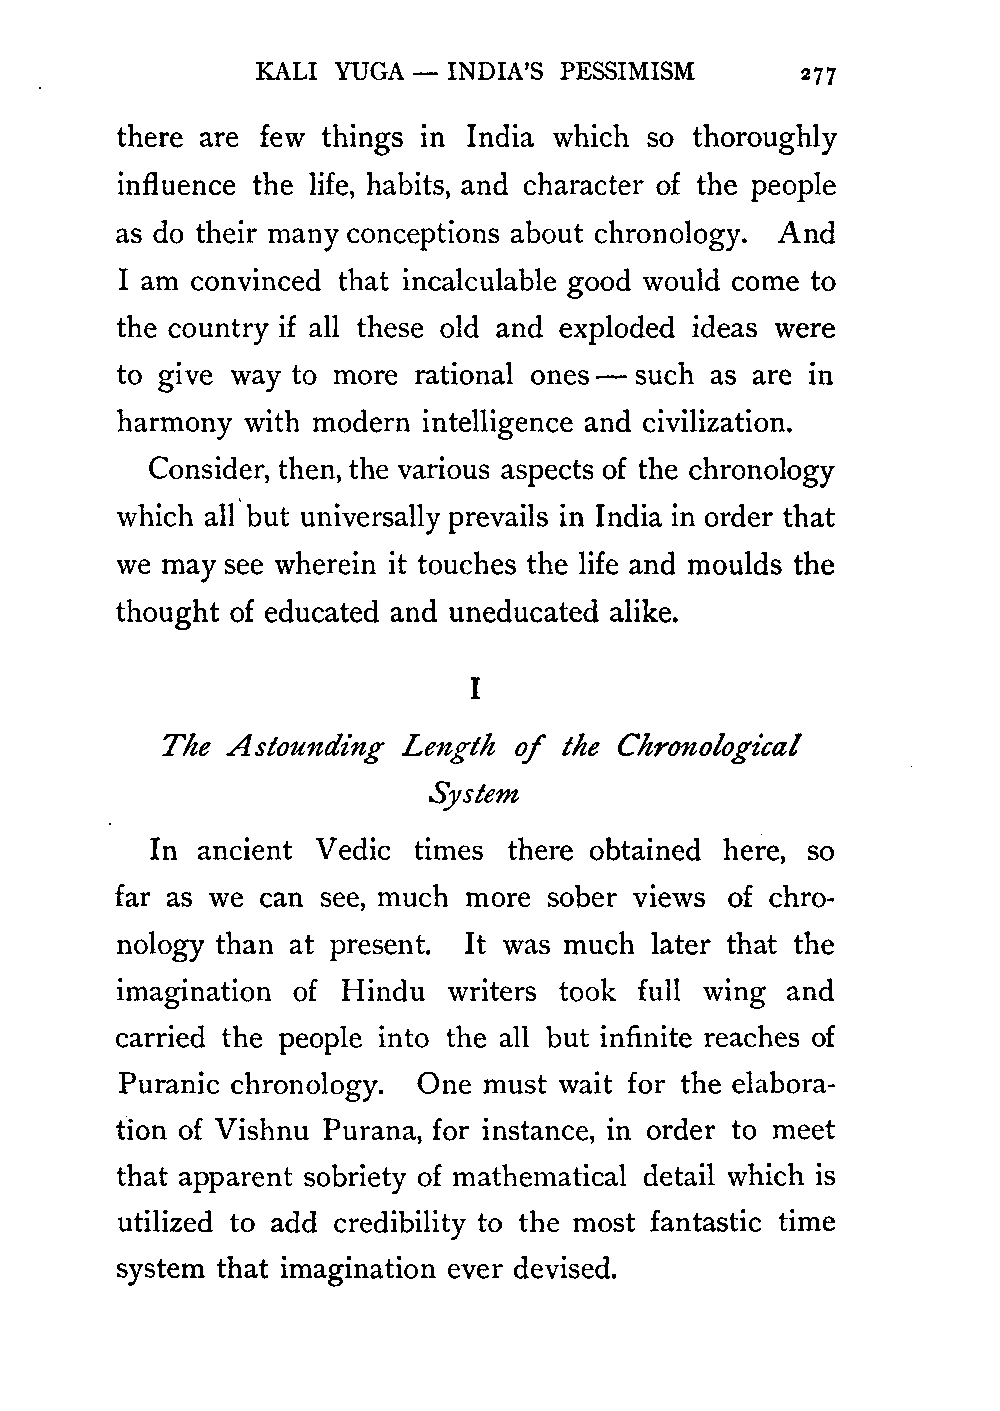 KALI YUGA — INDIA'S PESSIMISM 277
there are few things in India which so thoroughly
influence the life, habits, and character of the people
as do their many conceptions about chronology. And
I am convinced that incalculable good would come to
the country if all these old and exploded ideas were
to give way to more rational ones — such as are in
harmony with modern intelligence and civilization.
Consider, then, the various aspects of the chronology
which all but universally prevails in India in order that
we may see wherein it touches the life and moulds the
thought of educated and uneducated alike.
I
The Astounding Length of the Chronological
System
In ancient Vedic times there obtained here, so
far as we can see, much more sober views of chro-
nology than at present. It was much later that the
imagination of Hindu writers took full wing and
carried the people into the all but infinite reaches of
Puranic chronology. One must wait for the elabora-
tion of Vishnu Purana, for instance, in order to meet
that apparent sobriety of mathematical detail which is
utilized to add credibility to the most fantastic time
system that imagination ever devised.